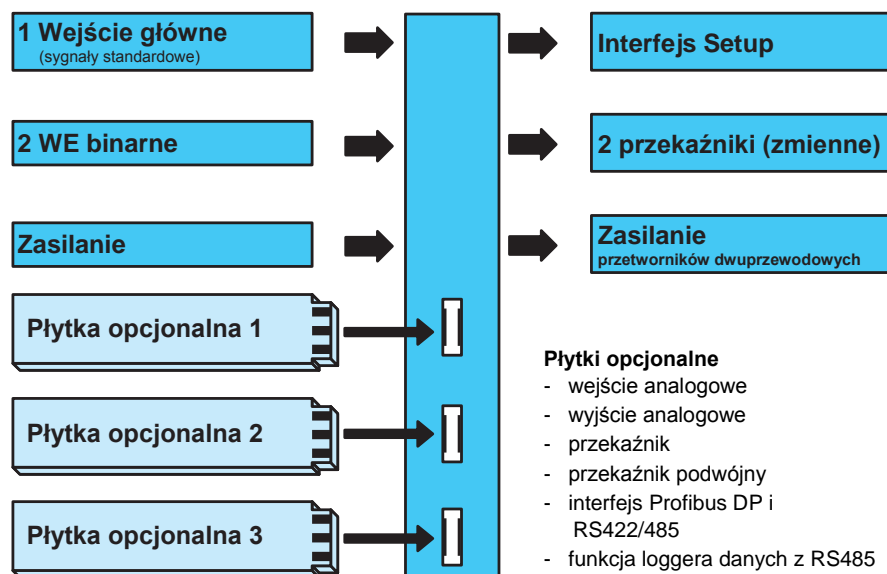 1 Wejście główne
(sygnały standardowe)
2 WE binarne
Zasilanie
Płytka opcjonalna 1
Płytka opcjonalna 2
Płytka opcjonalna 3
Interfejs Setup
2 przekaźniki (zmienne)
Zasilanie
przetworników dwuprzewodowych
Płytki opcjonalne
- wejście analogowe
- wyjście analogowe
- przekaźnik
- przekaźnik podwójny
- interfejs Profibus DP i
RS422/485
- funkcja loggera danych z RS485